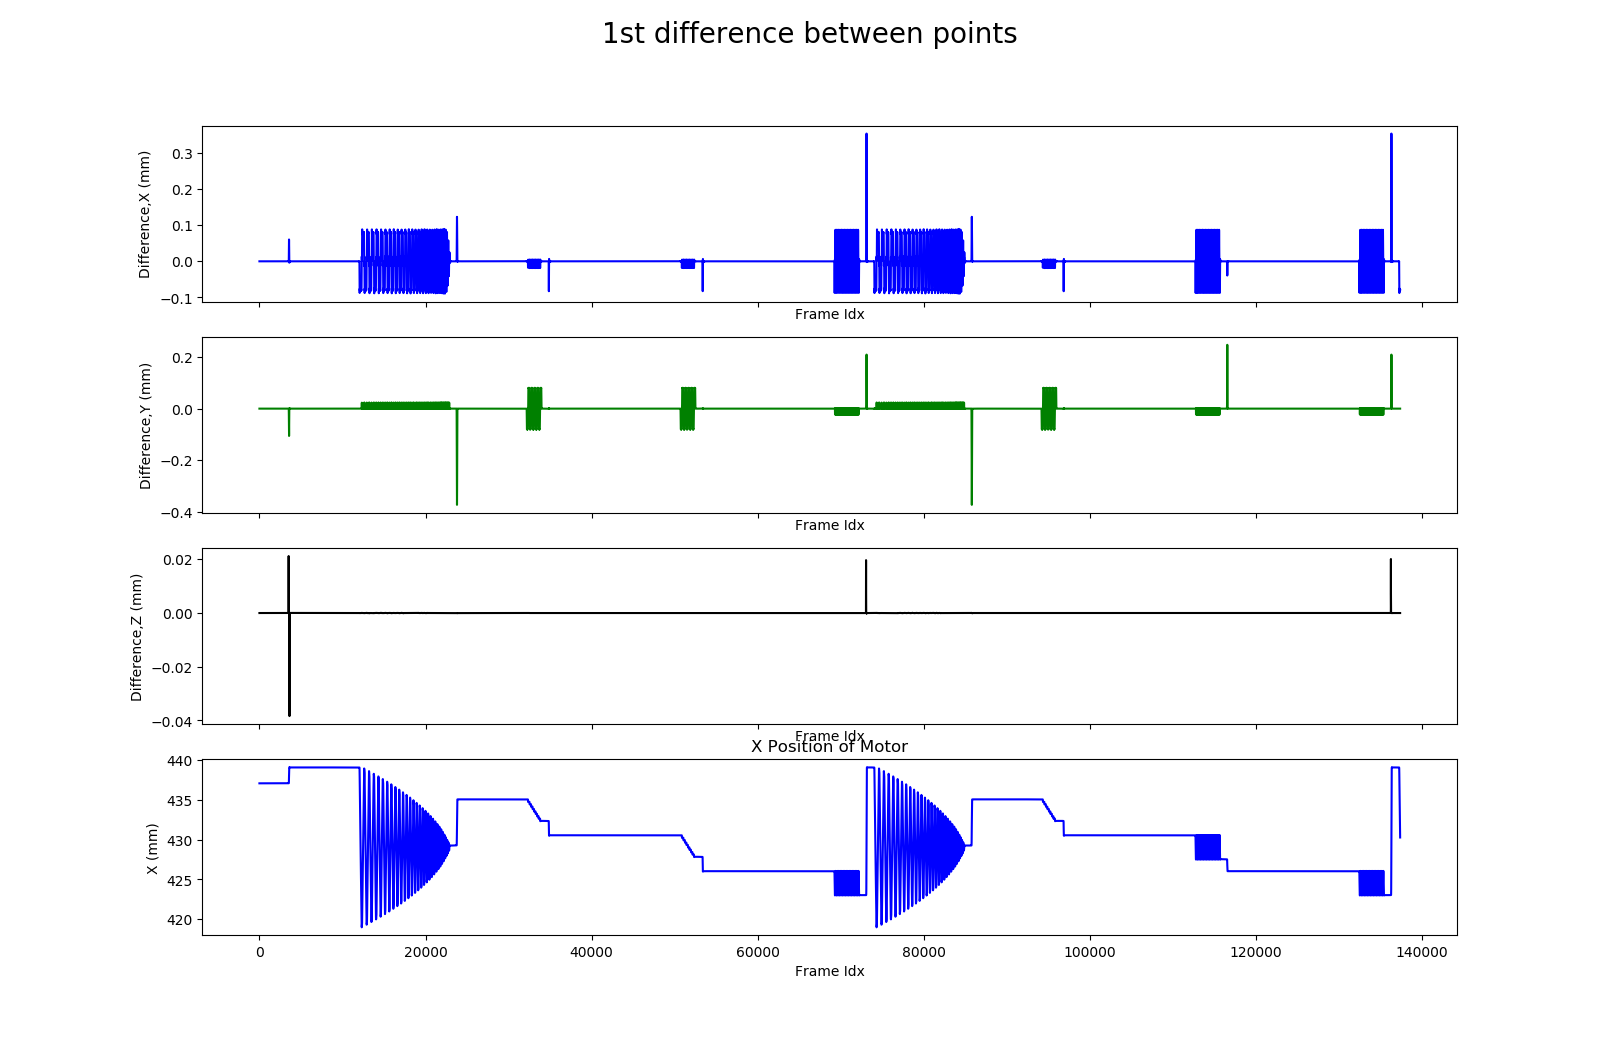 1st difference between points
Difference,X (mm)
0.3
0.2
0.1
0.0
−0.1
Frame Idx
Difference,Y (mm)
0.2
0.0
−0.2
−0.4
Frame Idx
Difference,Z (mm)
0.02
0.00
−0.02
−0.04
Frame Idx
X Position of Motor
X (mm)
440
435
430
425
420
0 20000 40000 60000 80000 100000 120000 140000
Frame Idx